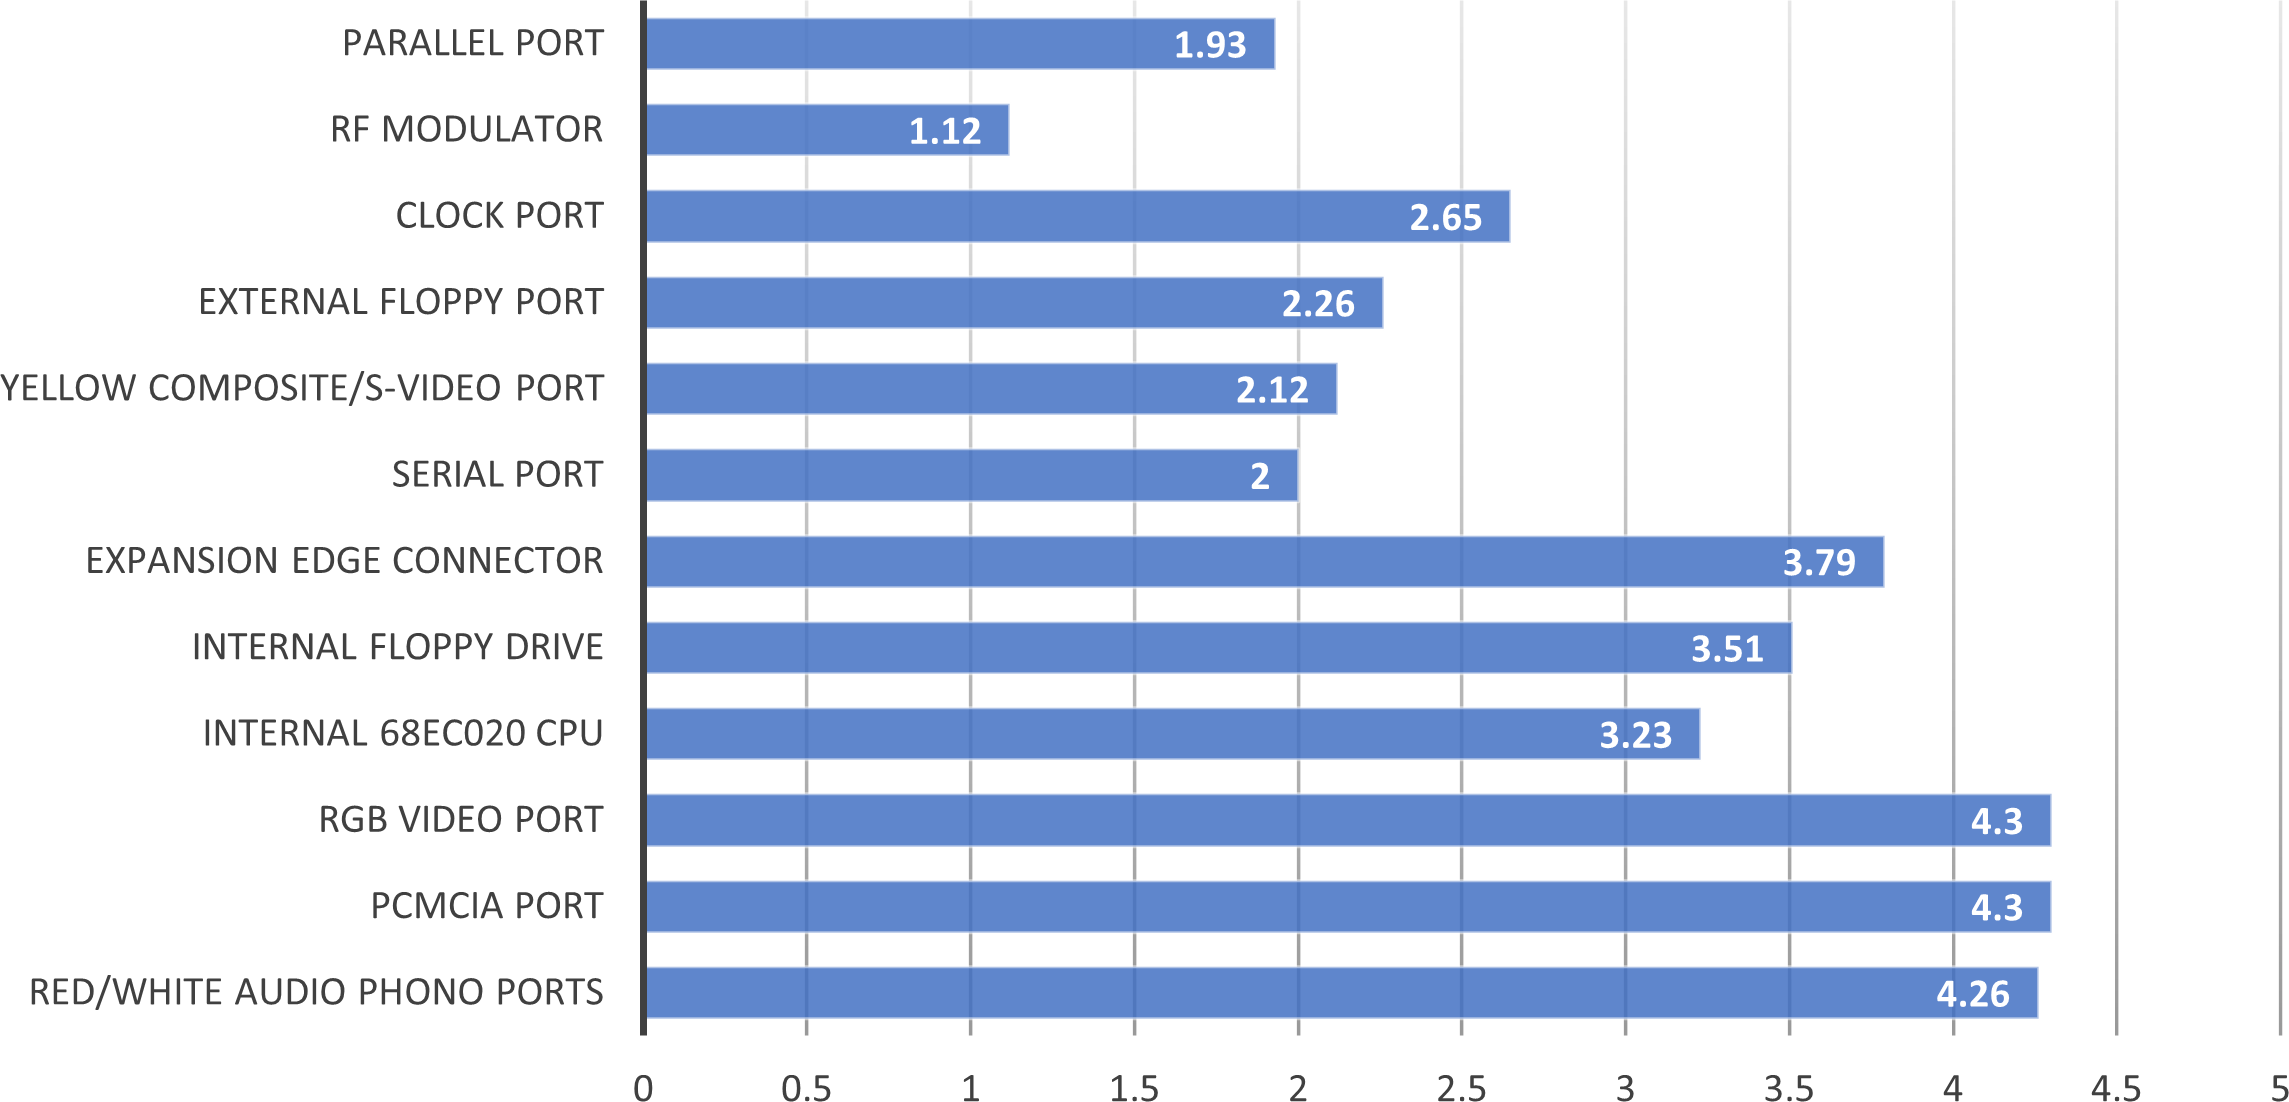 PARALLEL PORT 1.93
RF MODULATOR 1.12
CLOCK PORT 2.65
EXTERNAL FLOPPY PORT 2.26
YELLOW COMPOSITE/S-VIDEO PORT 2.12
SERIAL PORT 2
EXPANSION EDGE CONNECTOR 3.79
INTERNAL FLOPPY DRIVE 3.51
INTERNAL 68EC020 CPU 3.23
RGB VIDEO PORT 4.3
PCMCIA PORT 4.3
RED/WHITE AUDIO PHONO PORTS 4.26
0 0.5 1 1.5 2 2.5 3 3.5 4 4.5 5